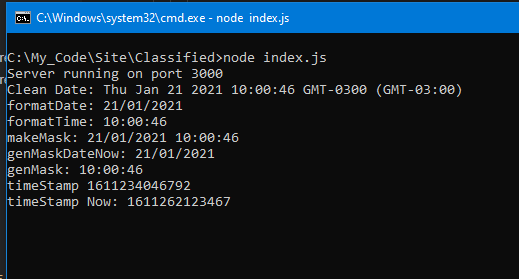 C:\Windows\system32\cmd.exe - node index.js
C:\My_Code\Site\Classified>node index.js
Server running on port 3000
Clean Date: Thu Jan 21 2021 10:00:46 GMT-0300 (GMT-03:00)
formatDate: 21/01/2021
formatTime: 10:00:46
makeMask: 21/01/2021 10:00:46
genMaskDateNow: 21/01/2021
genMask: 10:00:46
timeStamp 1611234046792
timeStamp Now: 1611262123467